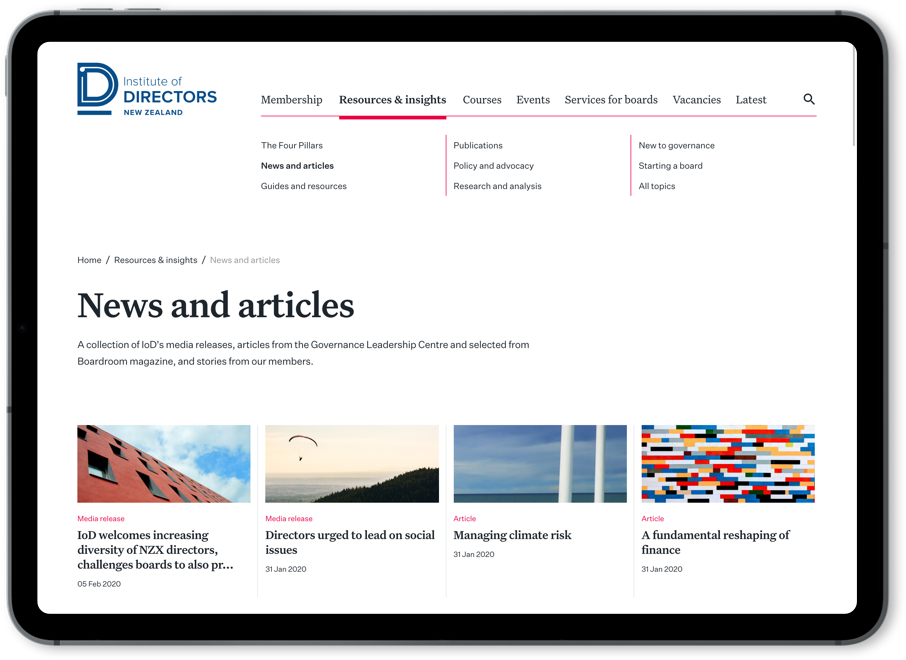 Institute of
DIRECTORS
NEW ZEALAND
Membership Resources & insights Courses Events Services for boards Vacancies Latest
The Four Pillars
News and articles
Guides and resources
Publications
Policy and advocacy
Research and analysis
New to governance
Starting a board
All topics
Home / Resources & insights / News and articles
News and articles
A collection of IoD's media releases, articles from the Governance Leadership Centre and selected from
Boardroom magazine, and stories from our members.
Media release
IoD welcomes increasing
diversity of NZX directors,
challenges boards to also pr...
05 Feb 2020
Media release
Directors urged to lead on social
issues
31 Jan 2020
Article
Managing climate risk
31 Jan 2020
Article
A fundamental reshaping of
finance
31 Jan 2020